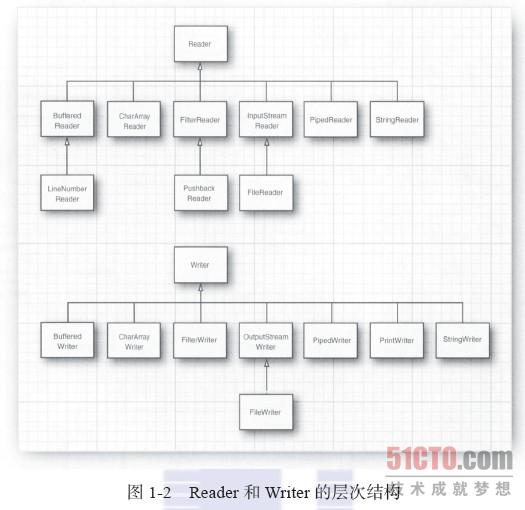 Reader
Buffered
Reader
CharArray
Reader
FilterReader
InputStream
Reader
PipedReader
StringReader
LineNumber
Reader
Pushback
Reader
FileReader
Writer
Buffered
Writer
CharArray
Writer
FilterWriter
OutputStream
Writer
PipedWriter
PrintWriter
StringWriter
FileWriter
51CTO.com
技术成就梦想
图 1-2 Reader 和 Writer 的层次结构